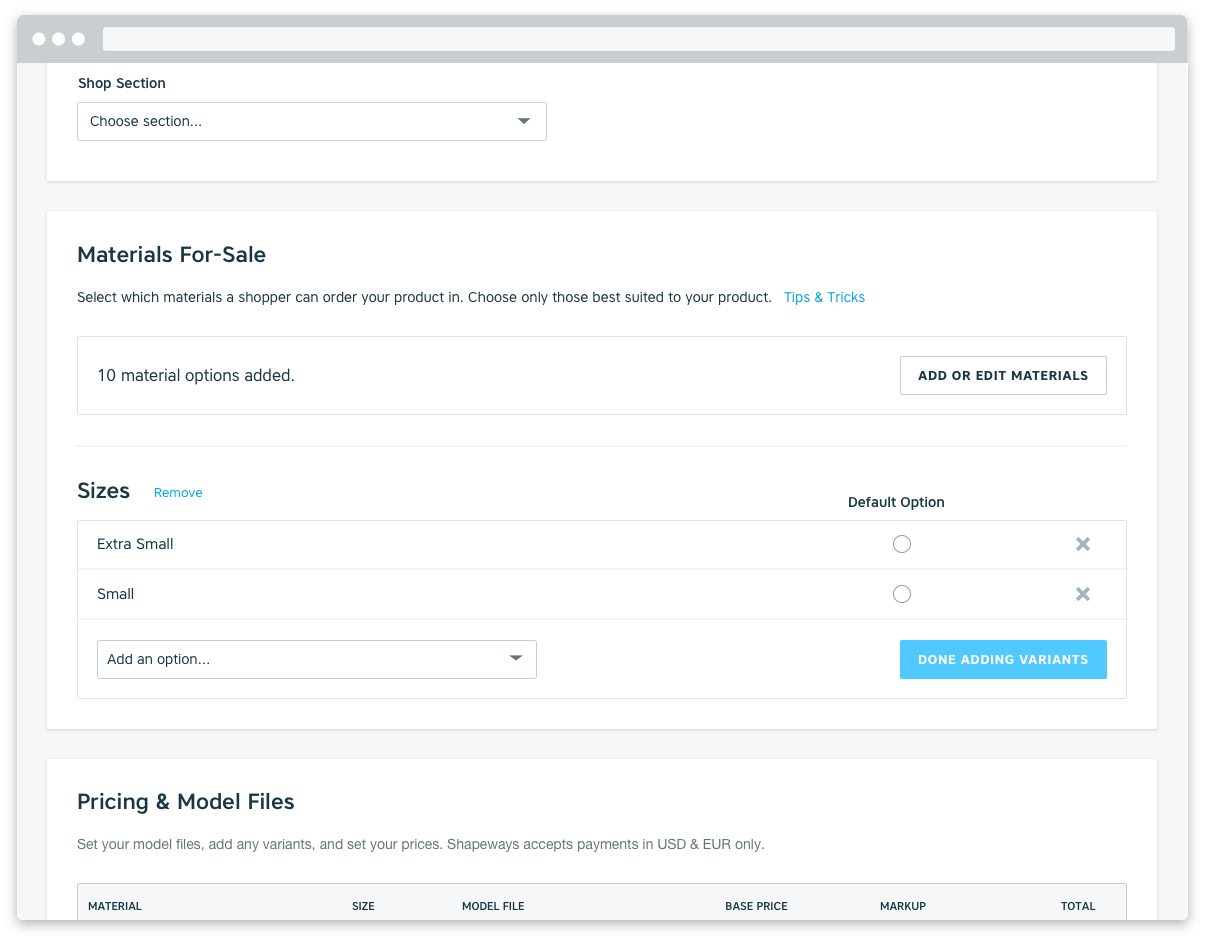 Shop Section
Choose section...
Materials For-Sale
Select which materials a shopper can order your product in. Choose only those best suited to your product. Tips & Tricks
10 material options added.
ADD OR EDIT MATERIALS
Sizes Remove
Default Option
Extra Small
Small
Add an option...
DONE ADDING VARIANTS
Pricing & Model Files
Set your model files, add any variants, and set your prices. Shapeways accepts payments in USD & EUR only.
MATERIAL SIZE MODEL FILE BASE PRICE MARKUP TOTAL